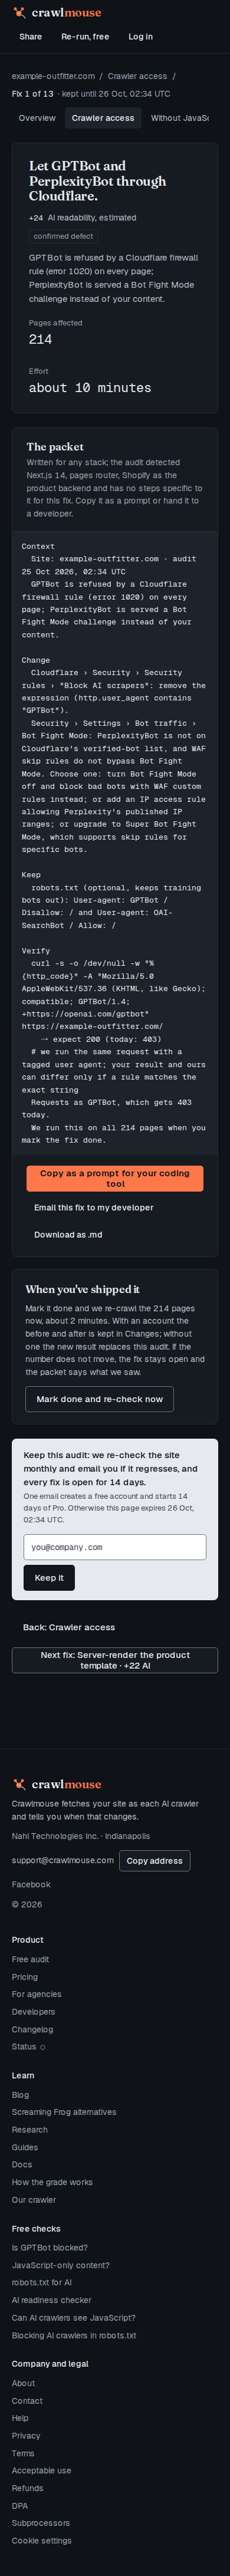 crawlmouse
Share
Re-run, free
Log in
example-outfitter.com / Crawler access /
Fix 1 of 13 · kept until 26 Oct, 02:34 UTC
Overview
Crawler access
Without JavaSc
Let GPTBot and
PerplexityBot through
Cloudflare.
+24 AI readability, estimated
confirmed defect
GPTBot is refused by a Cloudflare firewall
rule (error 1020) on every page;
PerplexityBot is served a Bot Fight Mode
challenge instead of your content.
Pages affected
214
Effort
about 10 minutes
The packet
Written for any stack; the audit detected
Next.js 14, pages router, Shopify as the
product backend and has no steps specific to
it for this fix. Copy it as a prompt or hand it to
a developer.
Context
Site: example-outfitter.com · audit
25 Oct 2026, 02:34 UTC
GPTBot is refused by a Cloudflare
firewall rule (error 1020) on every
page; PerplexityBot is served a Bot
Fight Mode challenge instead of your
content.
Change
Cloudflare › Security › Security
rules › "Block AI scrapers": remove the
expression (http.user_agent contains
"GPTBot").
Security › Settings › Bot traffic ›
Bot Fight Mode: PerplexityBot is not on
Cloudflare's verified-bot list, and WAF
skip rules do not bypass Bot Fight
Mode. Choose one: turn Bot Fight Mode
off and block bad bots with WAF custom
rules instead; or add an IP access rule
allowing Perplexity's published IP
ranges; or upgrade to Super Bot Fight
Mode, which supports skip rules for
specific bots.
Keep
robots.txt (optional, keeps training
bots out): User-agent: GPTBot /
Disallow: / and User-agent: OAI-
SearchBot / Allow: /
Verify
curl -s -o /dev/null -w "%
{http_code}" -A "Mozilla/5.0
AppleWebKit/537.36 (KHTML, like Gecko);
compatible; GPTBot/1.4;
+https://openai.com/gptbot"
https://example-outfitter.com/
→ expect 200 (today: 403)
# we run the same request with a
tagged user agent; your result and ours
can differ only if a rule matches the
exact string
Requests as GPTBot, which gets 403
today.
We run this on all 214 pages when you
mark the fix done.
Copy as a prompt for your coding
tool
Email this fix to my developer
Download as .md
When you've shipped it
Mark it done and we re-crawl the 214 pages
now, about 2 minutes. With an account the
before and after is kept in Changes; without
one the new result replaces this audit. If the
number does not move, the fix stays open and
the packet says what we saw.
Mark done and re-check now
Keep this audit: we re-check the site
monthly and email you if it regresses, and
every fix is open for 14 days.
One email creates a free account and starts 14
days of Pro. Otherwise this page expires 26 Oct,
02:34 UTC.
you@company.com
Keep it
Back: Crawler access
Next fix: Server-render the product
template · +22 AI
crawlmouse
Crawlmouse fetches your site as each AI crawler
and tells you when that changes.
Nahl Technologies Inc. · Indianapolis
support@crawlmouse.com
Copy address
Facebook
© 2026
Product
Free audit
Pricing
For agencies
Developers
Changelog
Status
Learn
Blog
Screaming Frog alternatives
Research
Guides
Docs
How the grade works
Our crawler
Free checks
Is GPTBot blocked?
JavaScript-only content?
robots.txt for AI
AI readiness checker
Can AI crawlers see JavaScript?
Blocking AI crawlers in robots.txt
Company and legal
About
Contact
Help
Privacy
Terms
Acceptable use
Refunds
DPA
Subprocessors
Cookie settings